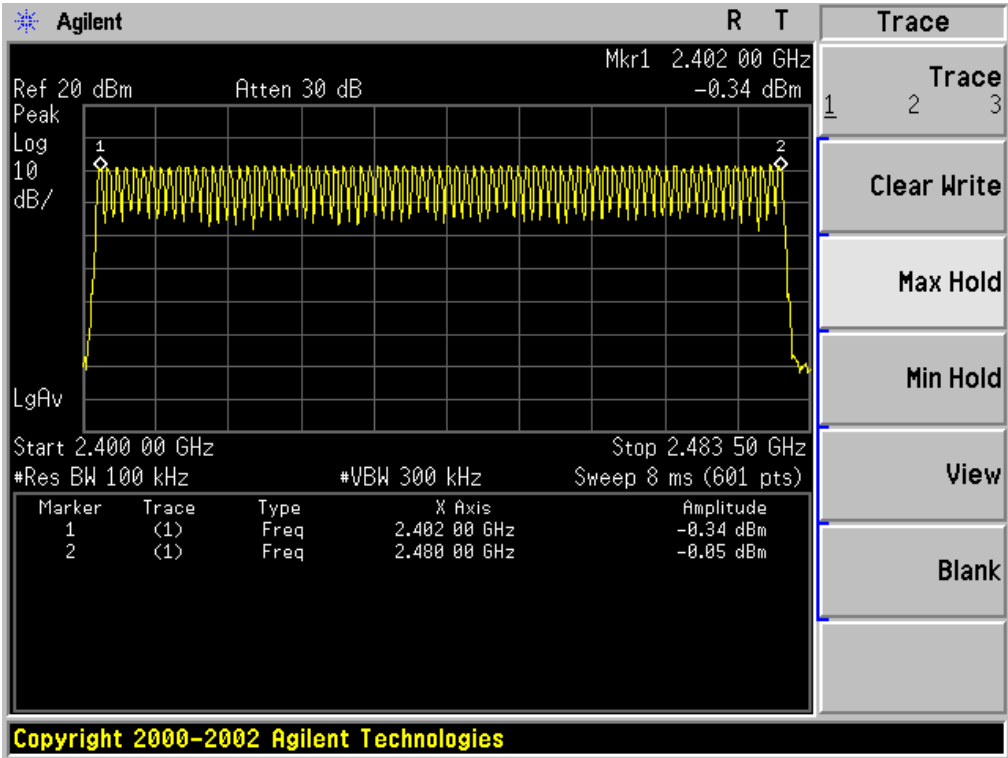 Agilent R T
Mkr1 2.402 00 GHz
Ref 20 dBm Atten 30 dB -0.34 dBm
Peak
Log
10
dB/
1
2
LgAv
Start 2.400 00 GHz Stop 2.483 50 GHz
#Res BW 100 kHz #VBW 300 kHz Sweep 8 ms (601 pts)
Marker Trace Type X Axis Amplitude
1 (1) Freq 2.402 00 GHz -0.34 dBm
2 (1) Freq 2.480 00 GHz -0.05 dBm
Copyright 2000-2002 Agilent Technologies
Trace
Trace
1 2 3
Clear Write
Max Hold
Min Hold
View
Blank